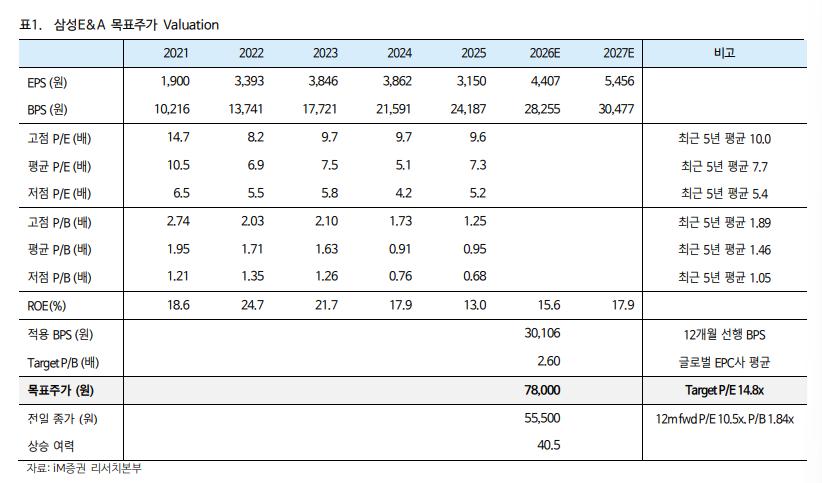 표1. 삼성E&A 목표주가 Valuation
2021 2022 2023 2024 2025 2026E 2027E 비고
EPS (원) 1,900 3,393 3,846 3,862 3,150 4,407 5,456
BPS (원) 10,216 13,741 17,721 21,591 24,187 28,255 30,477
고점 P/E (배) 14.7 8.2 9.7 9.7 9.6 최근 5년 평균 10.0
평균 P/E (배) 10.5 6.9 7.5 5.1 7.3 최근 5년 평균 7.7
저점 P/E (배) 6.5 5.5 5.8 4.2 5.2 최근 5년 평균 5.4
고점 P/B (배) 2.74 2.03 2.10 1.73 1.25 최근 5년 평균 1.89
평균 P/B (배) 1.95 1.71 1.63 0.91 0.95 최근 5년 평균 1.46
저점 P/B (배) 1.21 1.35 1.26 0.76 0.68 최근 5년 평균 1.05
ROE(%) 18.6 24.7 21.7 17.9 13.0 15.6 17.9
적용 BPS (원) 30,106 12개월 선행 BPS
Target P/B (배) 2.60 글로벌 EPC사 평균
목표주가 (원) 78,000 Target P/E 14.8x
전일 종가 (원) 55,500 12m fwd P/E 10.5x, P/B 1.84x
상승 여력 40.5
자료: iM증권 리서치본부